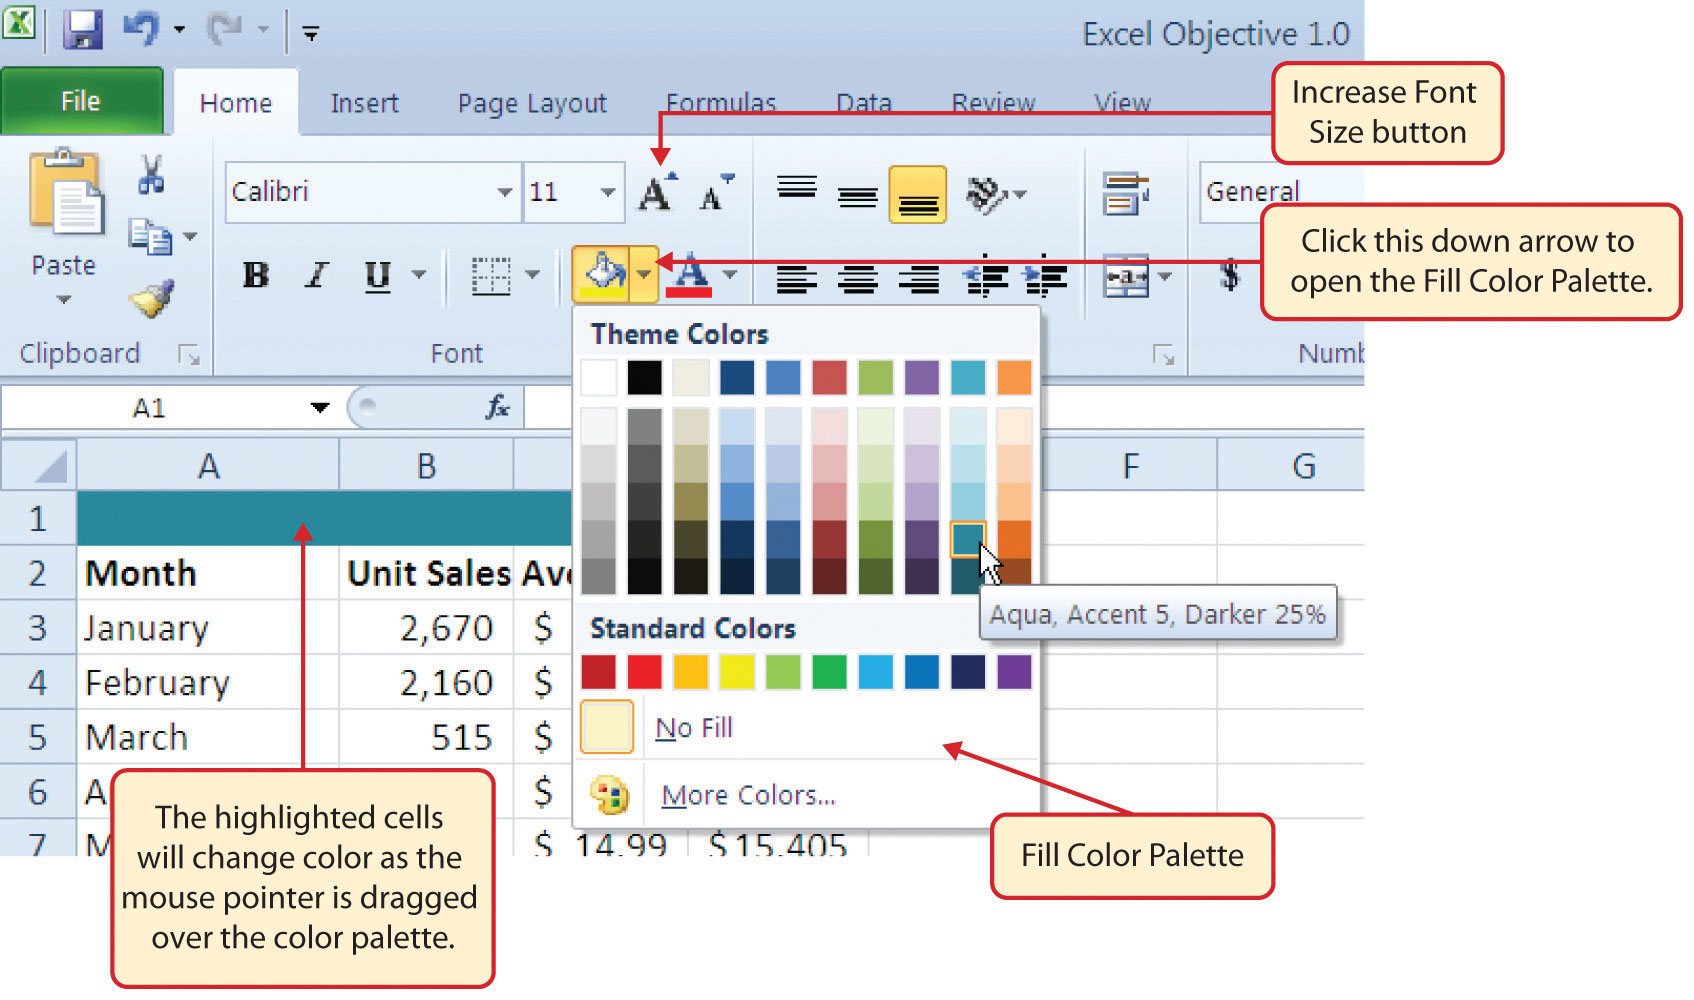 Excel Objective 1.0
File Home Insert Page Layout Formulas Data Review View
Increase Font
Size button
Calibri 11 General
Click this down arrow to
open the Fill Color Palette.
Paste B I U A $
Clipboard Font
Theme Colors
A1 fx
A B F G
1
2 Month Unit Sales
3 January 2,670 $
4 February 2,160 $
5 March 515 $
6 $
7 $ 14.99 $ 15,405
Aqua, Accent 5, Darker 25%
Standard Colors
No Fill
More Colors...
The highlighted cells
will change color as the
mouse pointer is dragged
over the color palette.
Fill Color Palette